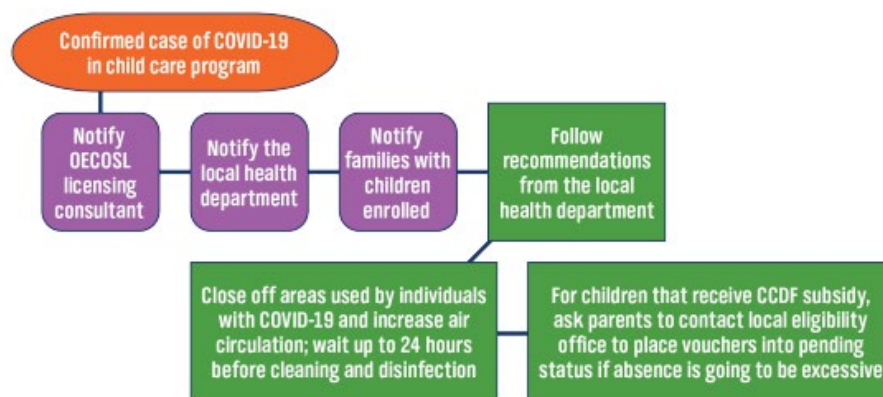 Confirmed case of COVID-19
in child care program
Notify
OECOSL
licensing
consultant
Notify the
local health
department
Notify
families with
children
enrolled
Follow
recommendations
from the local
health department
Close off areas used by individuals
with COVID-19 and increase air
circulation; wait up to 24 hours
before cleaning and disinfection
For children that receive CCDF subsidy,
ask parents to contact local eligibility
office to place vouchers into pending
status if absence is going to be excessive